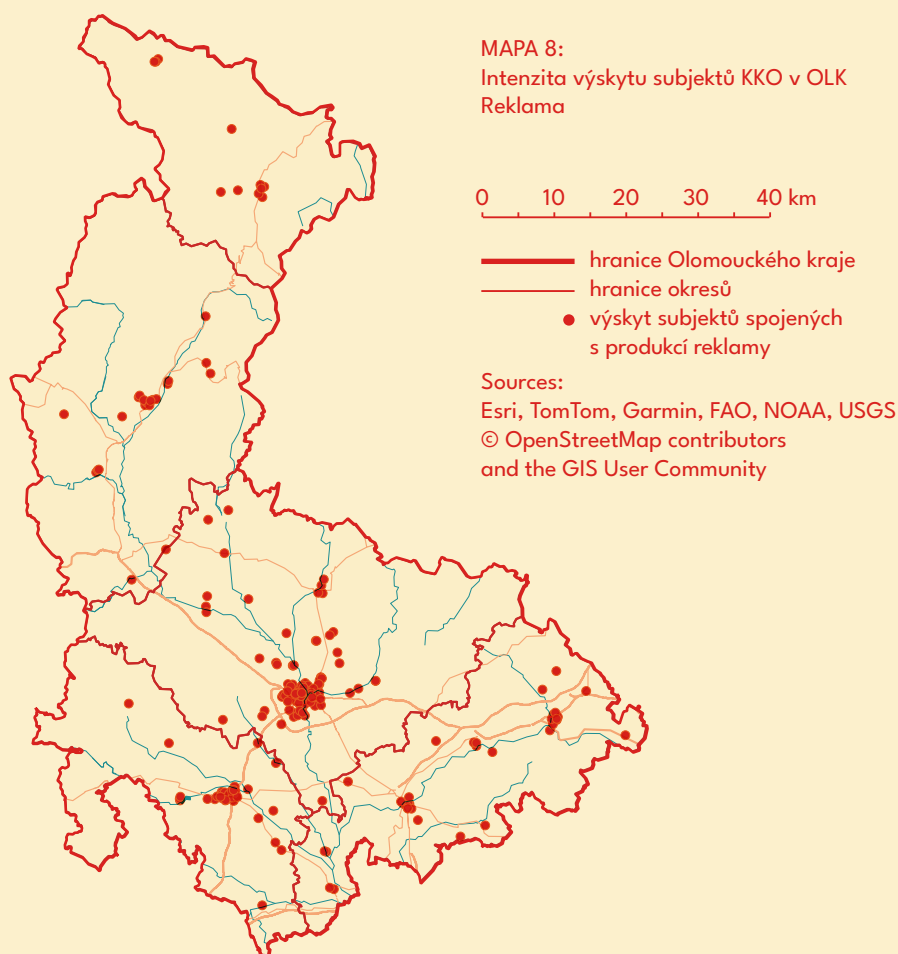 MAPA 8:
Intenzita výskytu subjektů KKO v OLK
Reklama
0 10 20 30 40 km
hranice Olomouckého kraje
hranice okresů
výskyt subjektů spojených
s produkcí reklamy
Sources:
Esri, TomTom, Garmin, FAO, NOAA, USGS
© OpenStreetMap contributors
and the GIS User Community